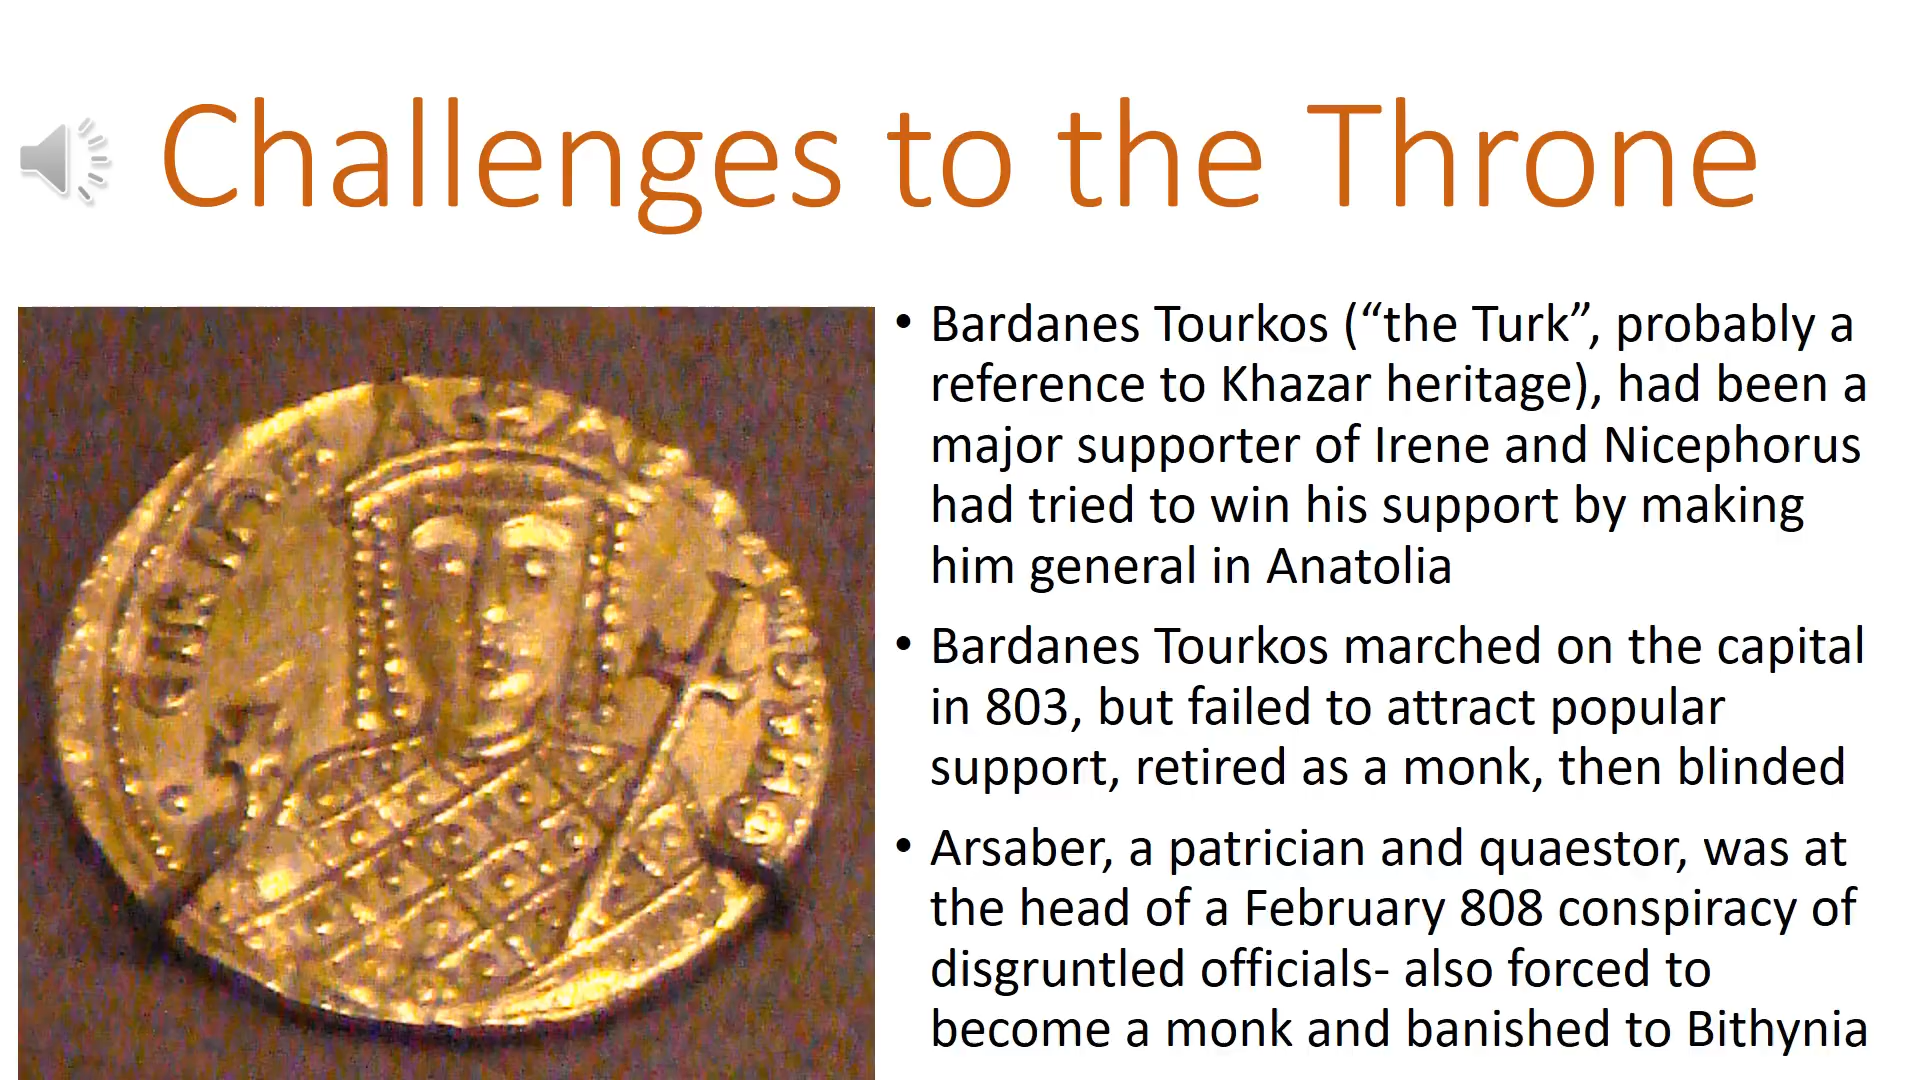 Challenges to the Throne
• Bardanes Tourkos (“the Turk”, probably a
reference to Khazar heritage), had been a
major supporter of Irene and Nicephorus
had tried to win his support by making
him general in Anatolia
• Bardanes Tourkos marched on the capital
in 803, but failed to attract popular
support, retired as a monk, then blinded
• Arsaber, a patrician and quaestor, was at
the head of a February 808 conspiracy of
disgruntled officials- also forced to
become a monk and banished to Bithynia